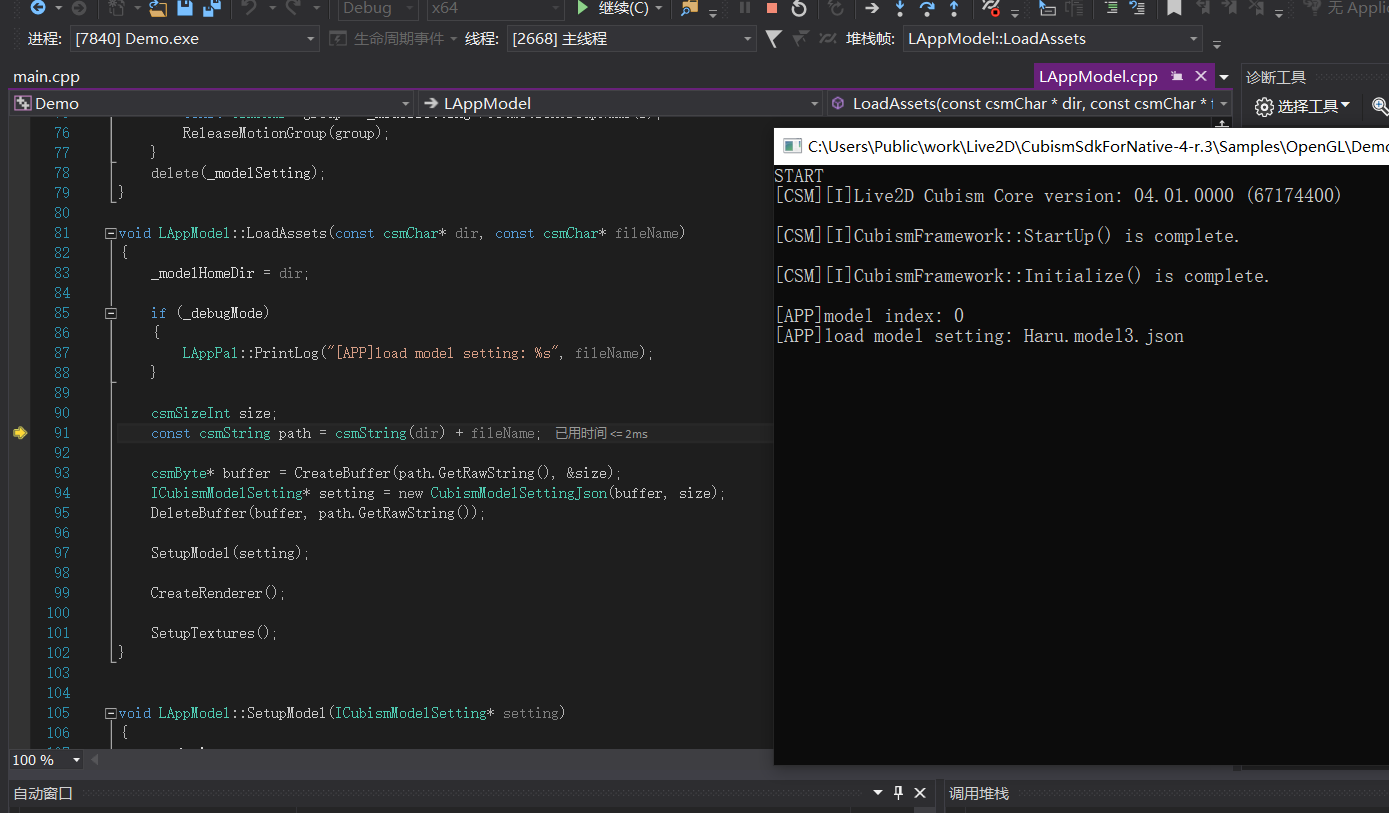 Debug x64 继续(C) 无 Applic
进程: [7840] Demo.exe 生命周期事件 线程: [2668] 主线程 堆栈帧: LAppModel::LoadAssets
main.cpp LAppModel.cpp 诊断工具
Demo LAppModel LoadAssets(const csmChar * dir, const csmChar * f 选择工具
76 ReleaseMotionGroup(group);
77 }
78 delete(_modelSetting);
79 }
80
81 void LAppModel::LoadAssets(const csmChar* dir, const csmChar* fileName)
82 {
83 _modelHomeDir = dir;
84
85 if (_debugMode)
86 {
87 LAppPal::PrintLog("[APP]load model setting: %s", fileName);
88 }
89
90 csmSizeInt size;
91 const csmString path = csmString(dir) + fileName; 已用时间 <= 2ms
92
93 csmByte* buffer = CreateBuffer(path.GetRawString(), &size);
94 ICubismModelSetting* setting = new CubismModelSettingJson(buffer, size);
95 DeleteBuffer(buffer, path.GetRawString());
96
97 SetupModel(setting);
98
99 CreateRenderer();
100
101 SetupTextures();
102 }
103
104
105 void LAppModel::SetupModel(ICubismModelSetting* setting)
106 {
C:\Users\Public\work\Live2D\CubismSdkForNative-4-r.3\Samples\OpenGL\Demo
START
[CSM][I]Live2D Cubism Core version: 04.01.0000 (67174400)
[CSM][I]CubismFramework::StartUp() is complete.
[CSM][I]CubismFramework::Initialize() is complete.
[APP]model index: 0
[APP]load model setting: Haru.model3.json
100 %
自动窗口 调用堆栈